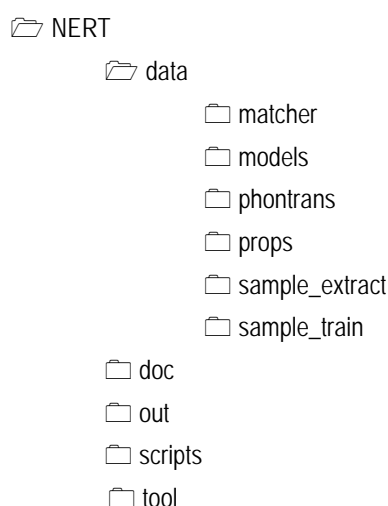 NERT
data
matcher
models
phontrans
props
sample_extract
sample_train
doc
out
scripts
tool